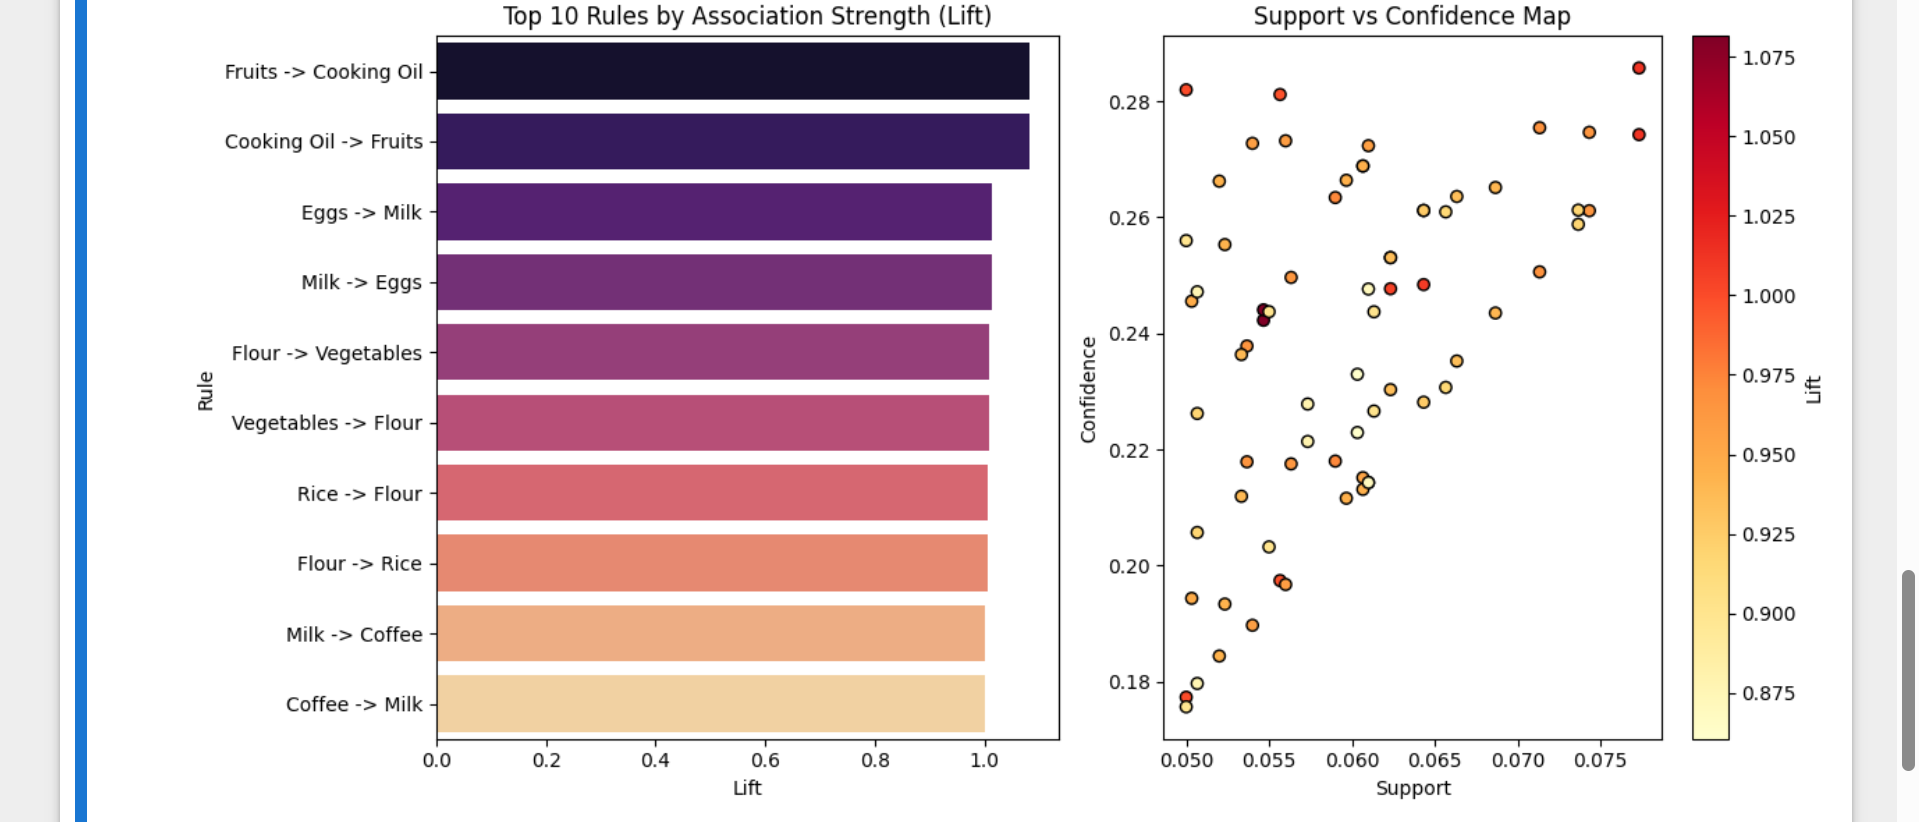 Top 10 Rules by Association Strength (Lift)
Fruits -> Cooking Oil
Cooking Oil -> Fruits
Eggs -> Milk
Milk -> Eggs
Flour -> Vegetables
Vegetables -> Flour
Rice -> Flour
Flour -> Rice
Milk -> Coffee
Coffee -> Milk
Rule
0.0 0.2 0.4 0.6 0.8 1.0
Lift
Support vs Confidence Map
0.28
0.26
0.24
0.22
0.20
0.18
Confidence
0.050 0.055 0.060 0.065 0.070 0.075
Support
1.075
1.050
1.025
1.000
0.975
0.950
0.925
0.900
0.875
Lift